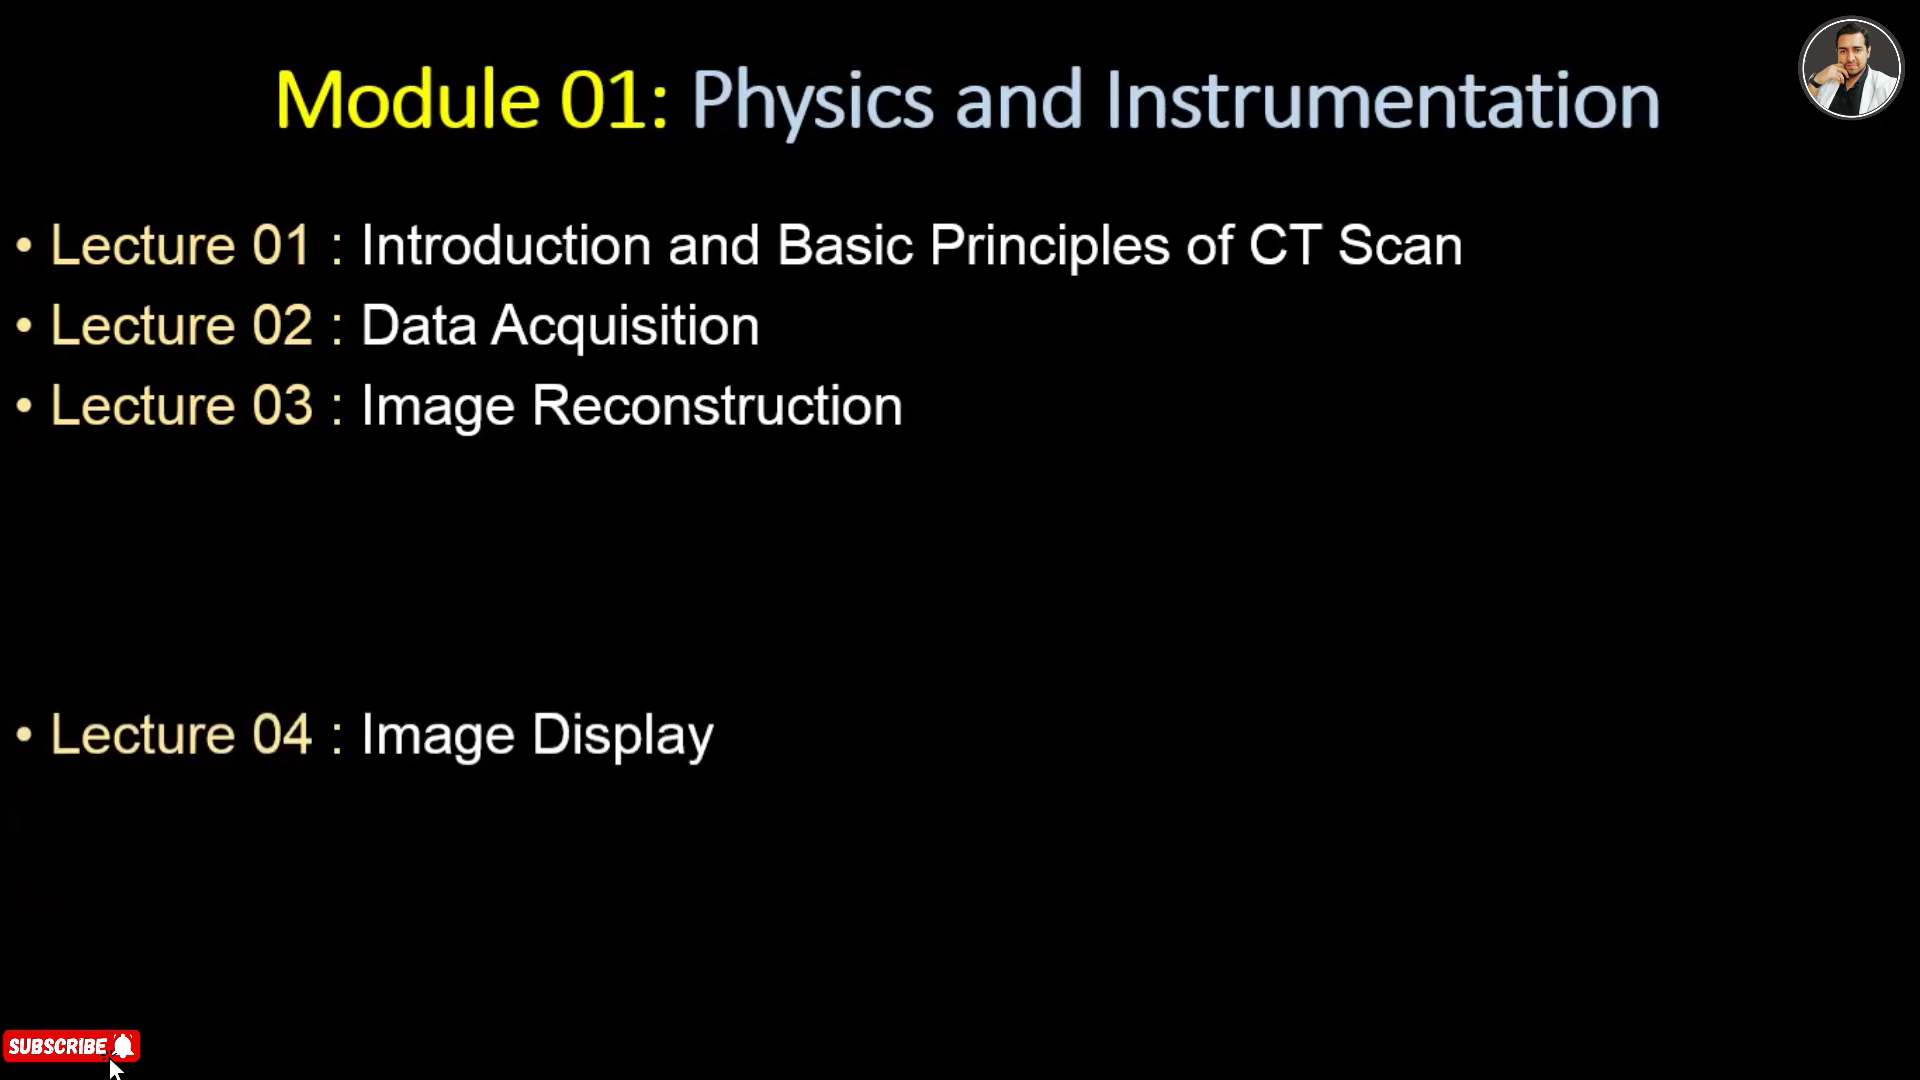 Module 01: Physics and Instrumentation
• Lecture 01 : Introduction and Basic Principles of CT Scan
• Lecture 02 : Data Acquisition
• Lecture 03 : Image Reconstruction
• Lecture 04 : Image Display
SUBSCRIBE